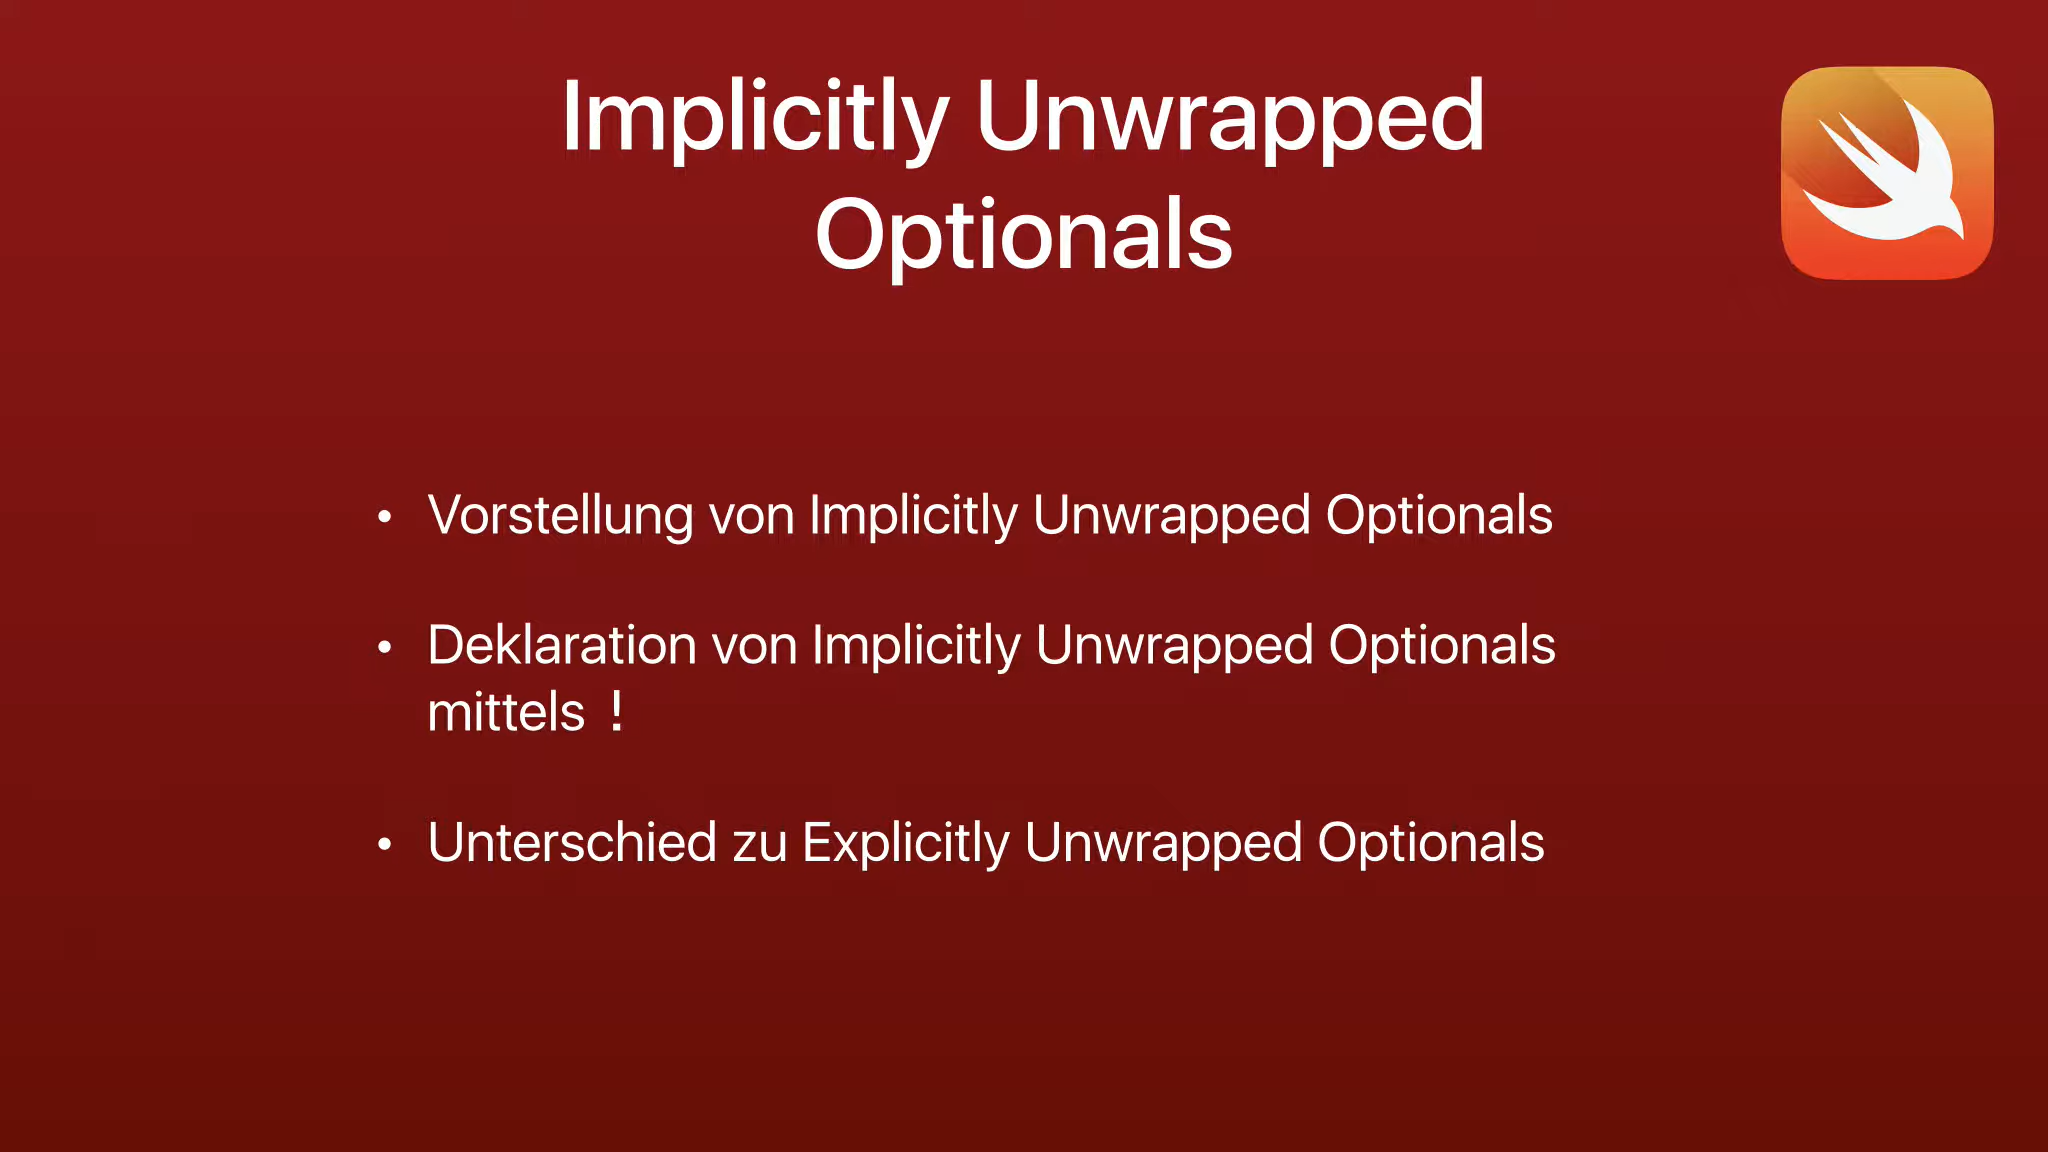 Implicitly Unwrapped
Optionals
• Vorstellung von Implicitly Unwrapped Optionals
• Deklaration von Implicitly Unwrapped Optionals
mittels !
• Unterschied zu Explicitly Unwrapped Optionals